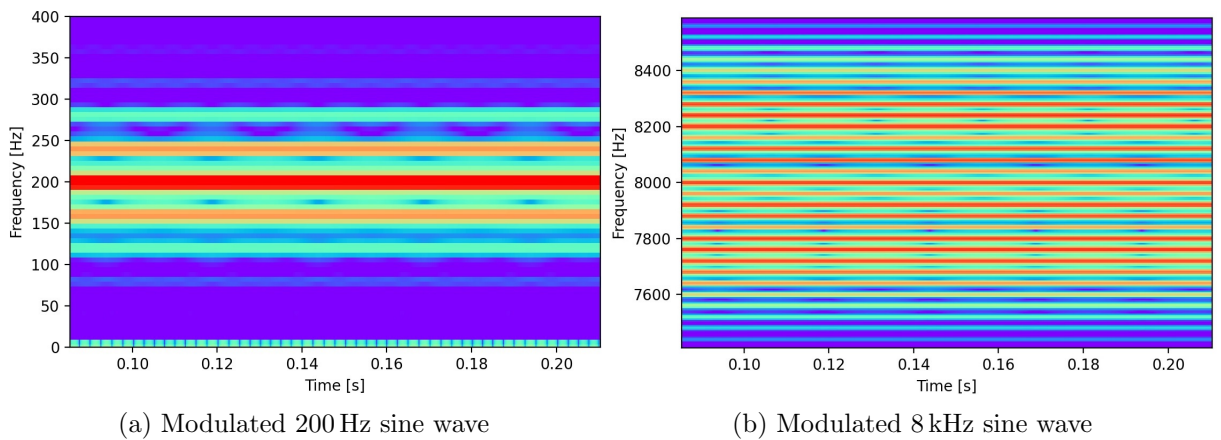 400
350
300
250
200
150
100
50
0
Frequency [Hz]
0.10 0.12 0.14 0.16 0.18 0.20
Time [s]
(a) Modulated 200 Hz sine wave
8400
8200
8000
7800
7600
Frequency [Hz]
0.10 0.12 0.14 0.16 0.18 0.20
Time [s]
(b) Modulated 8 kHz sine wave